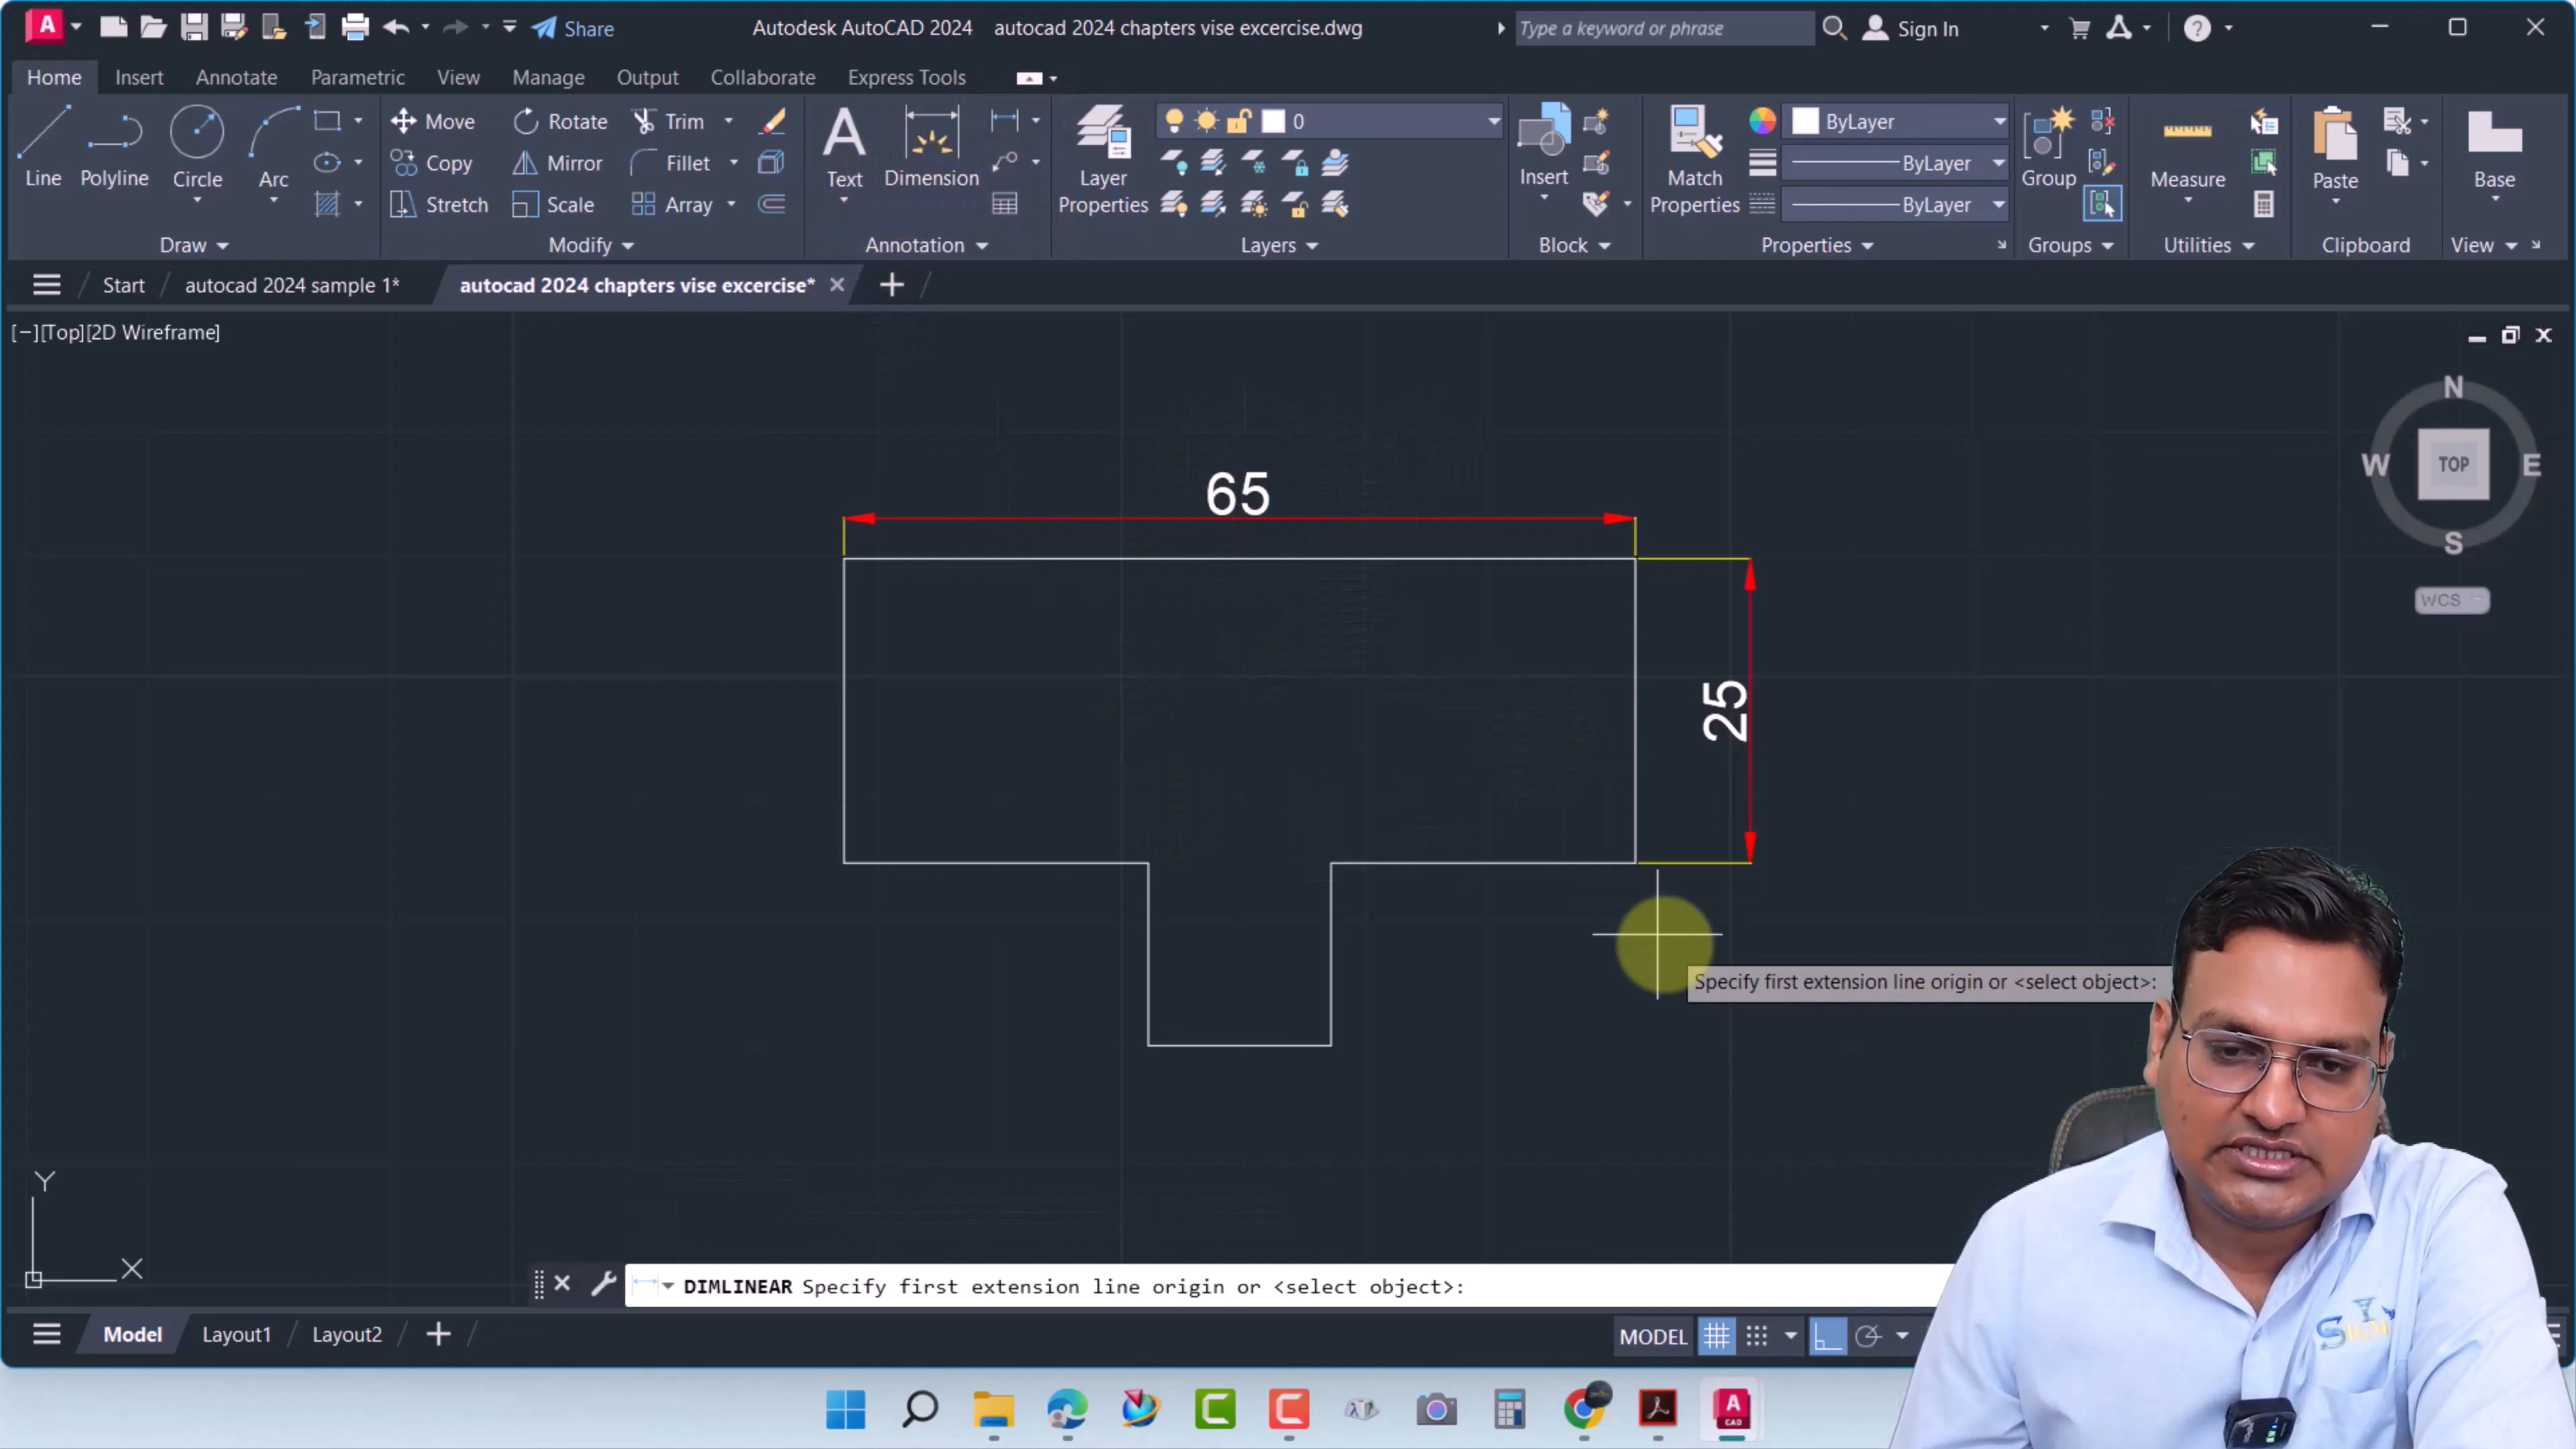 A Share Autodesk AutoCAD 2024 autocad 2024 chapters vise excercise.dwg Type a keyword or phrase Sign In ?
Home Insert Annotate Parametric View Manage Output Collaborate Express Tools
Line Polyline Circle Arc
Move Rotate Trim
Copy Mirror Fillet
Stretch Scale Array
A Text Dimension
Layer Properties
0
Insert
Match Properties
ByLayer
ByLayer
ByLayer
Group
Measure
Paste
Base
Draw Modify Annotation Layers Block Properties Groups Utilities Clipboard View
Start autocad 2024 sample 1* autocad 2024 chapters vise excercise*
[−][Top][2D Wireframe]
N
W TOP E
S
WCS
65
25
Specify first extension line origin or <select object>:
Y
X
DIMLINEAR Specify first extension line origin or <select object>:
Model Layout1 Layout2 MODEL
A
CAD